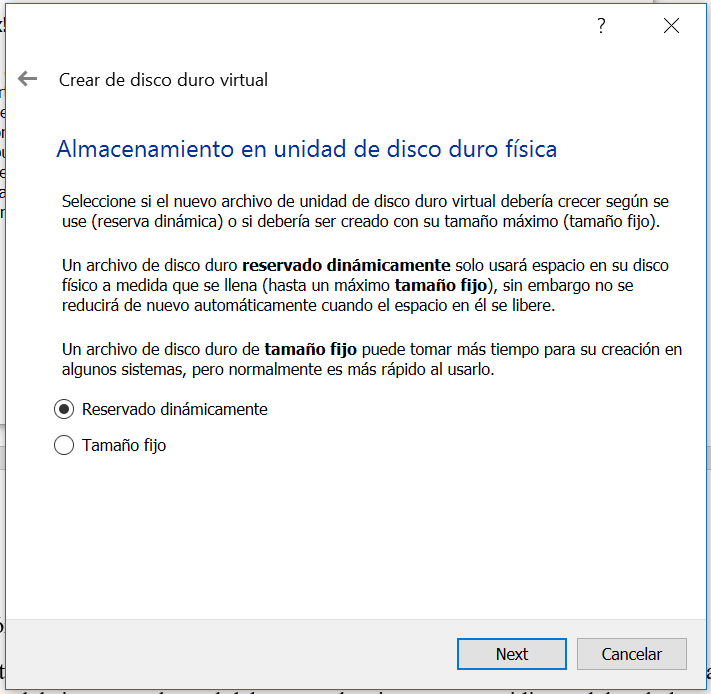 ?
Crear de disco duro virtual
Almacenamiento en unidad de disco duro física
Seleccione si el nuevo archivo de unidad de disco duro virtual debería crecer según se
use (reserva dinámica) o si debería ser creado con su tamaño máximo (tamaño fijo).
Un archivo de disco duro reservado dinámicamente solo usará espacio en su disco
físico a medida que se llena (hasta un máximo tamaño fijo), sin embargo no se
reducirá de nuevo automáticamente cuando el espacio en él se libere.
Un archivo de disco duro de tamaño fijo puede tomar más tiempo para su creación en
algunos sistemas, pero normalmente es más rápido al usarlo.
Reservado dinámicamente
Tamaño fijo
Next
Cancelar